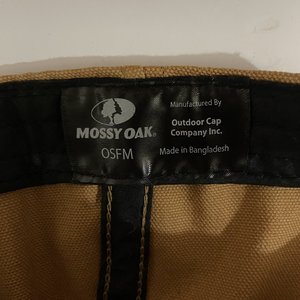 MOSSY OAK®
OSFM
Manufactured By
Outdoor Cap
Company Inc.
Made in Bangladesh